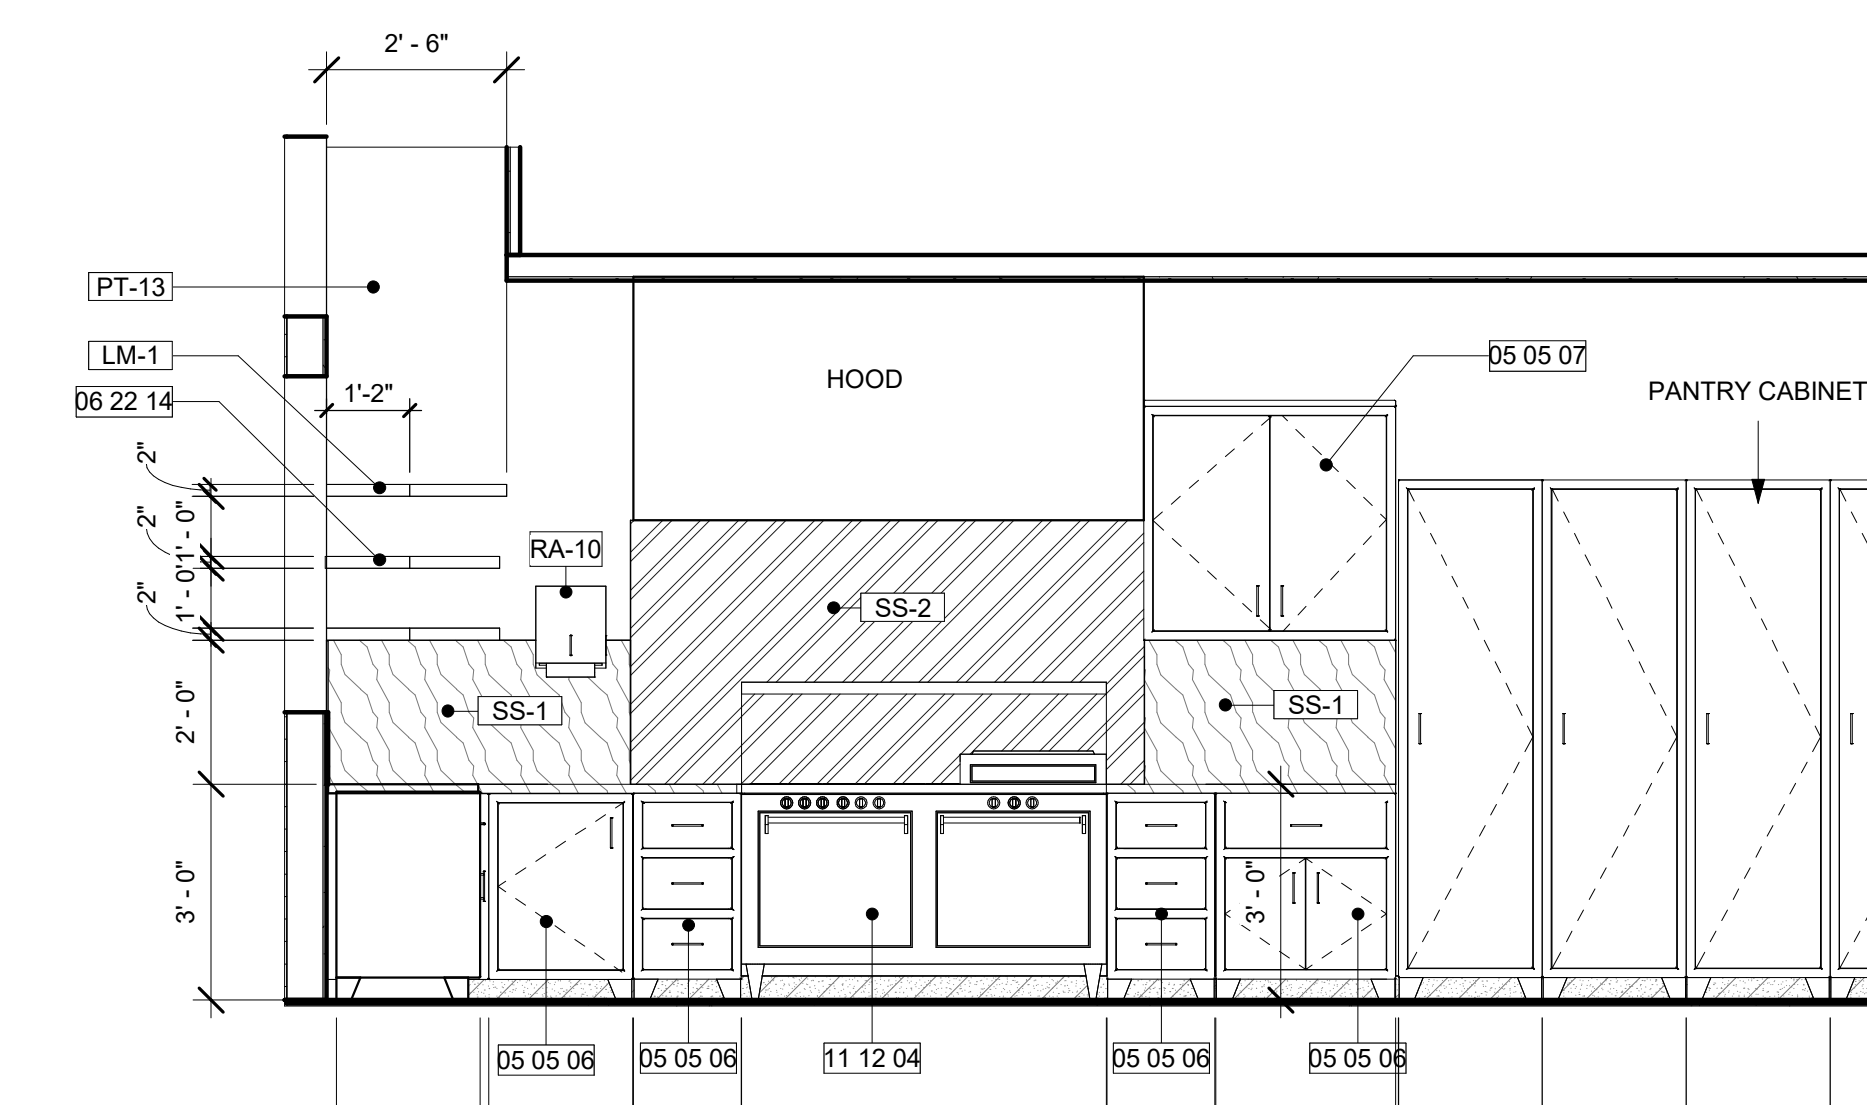 2' - 6"
PT-13
LM-1
06 22 14
1'-2"
HOOD
05 05 07
PANTRY CABINET
2"
2"
1' - 0"
RA-10
2"
1' - 0"
SS-2
2' - 0"
SS-1
SS-1
3' - 0"
3' - 0"
05 05 06
05 05 06
11 12 04
05 05 06
05 05 06